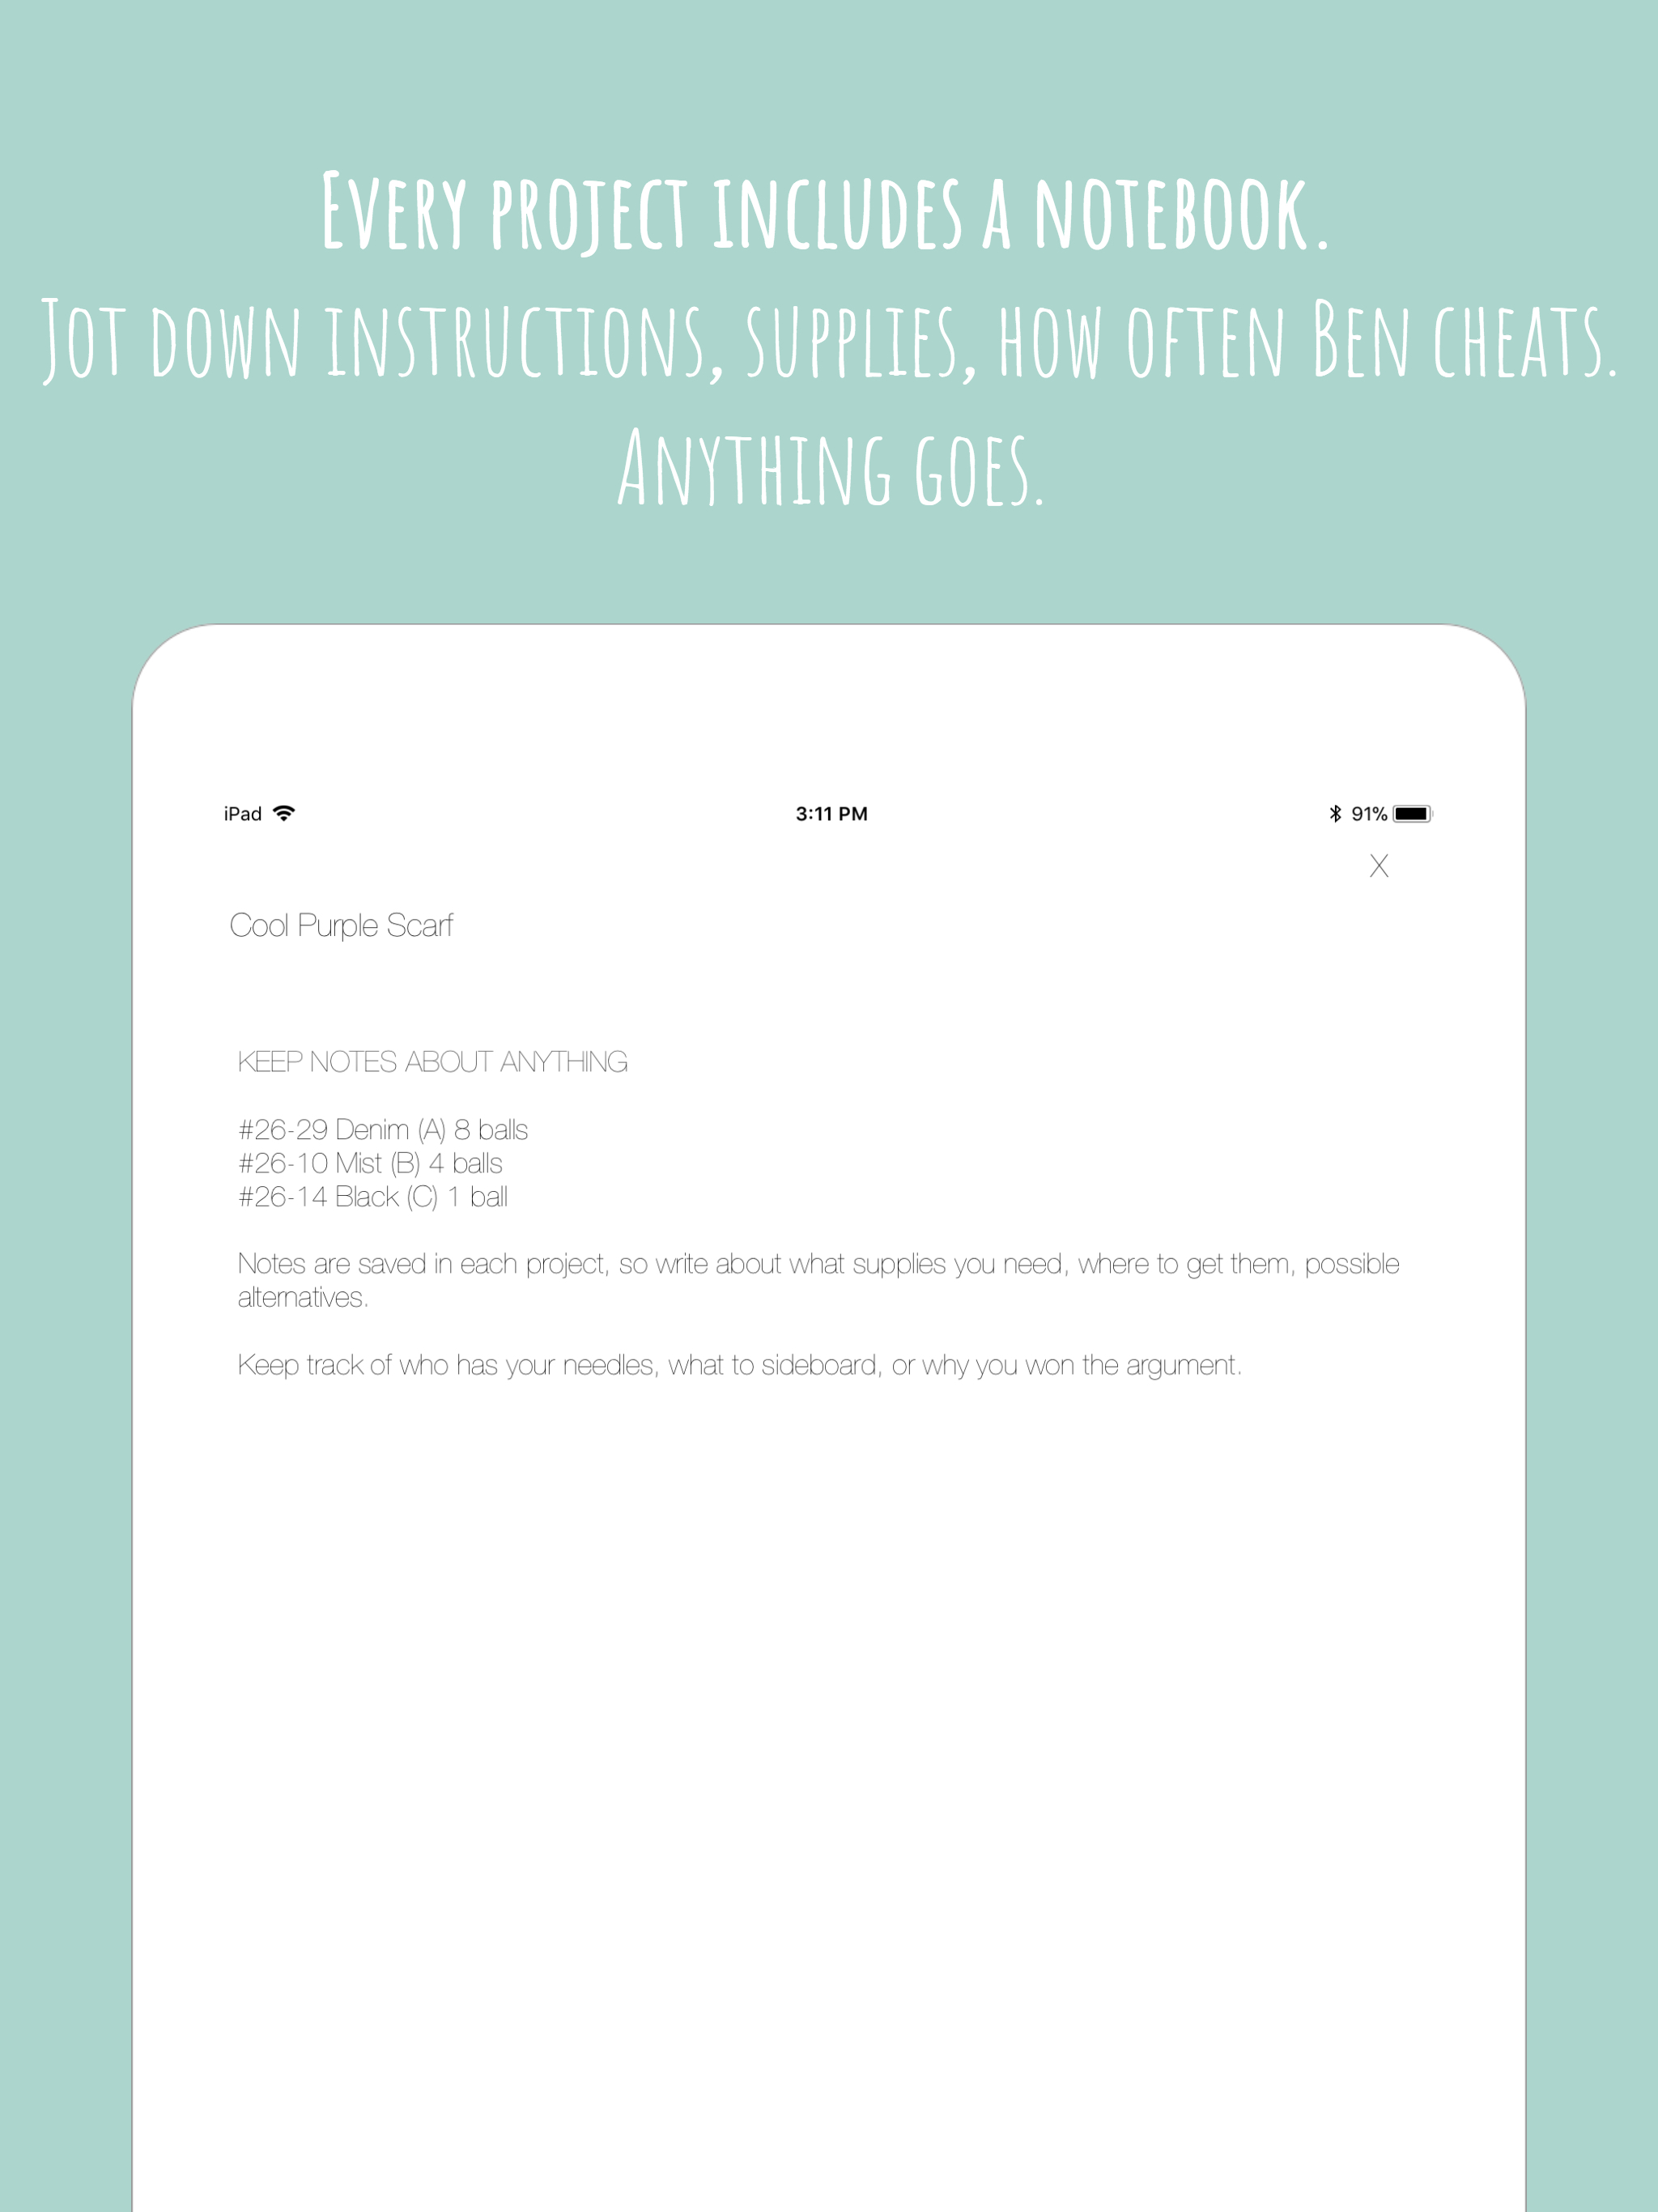 Every project includes a notebook.
Jot down instructions, supplies, how often Ben cheats.
Anything goes.
iPad 3:11 PM 91%
X
Cool Purple Scarf
KEEP NOTES ABOUT ANYTHING
#26-29 Denim (A) 8 balls
#26-10 Mist (B) 4 balls
#26-14 Black (C) 1 ball
Notes are saved in each project, so write about what supplies you need, where to get them, possible
alternatives.
Keep track of who has your needles, what to sideboard, or why you won the argument.